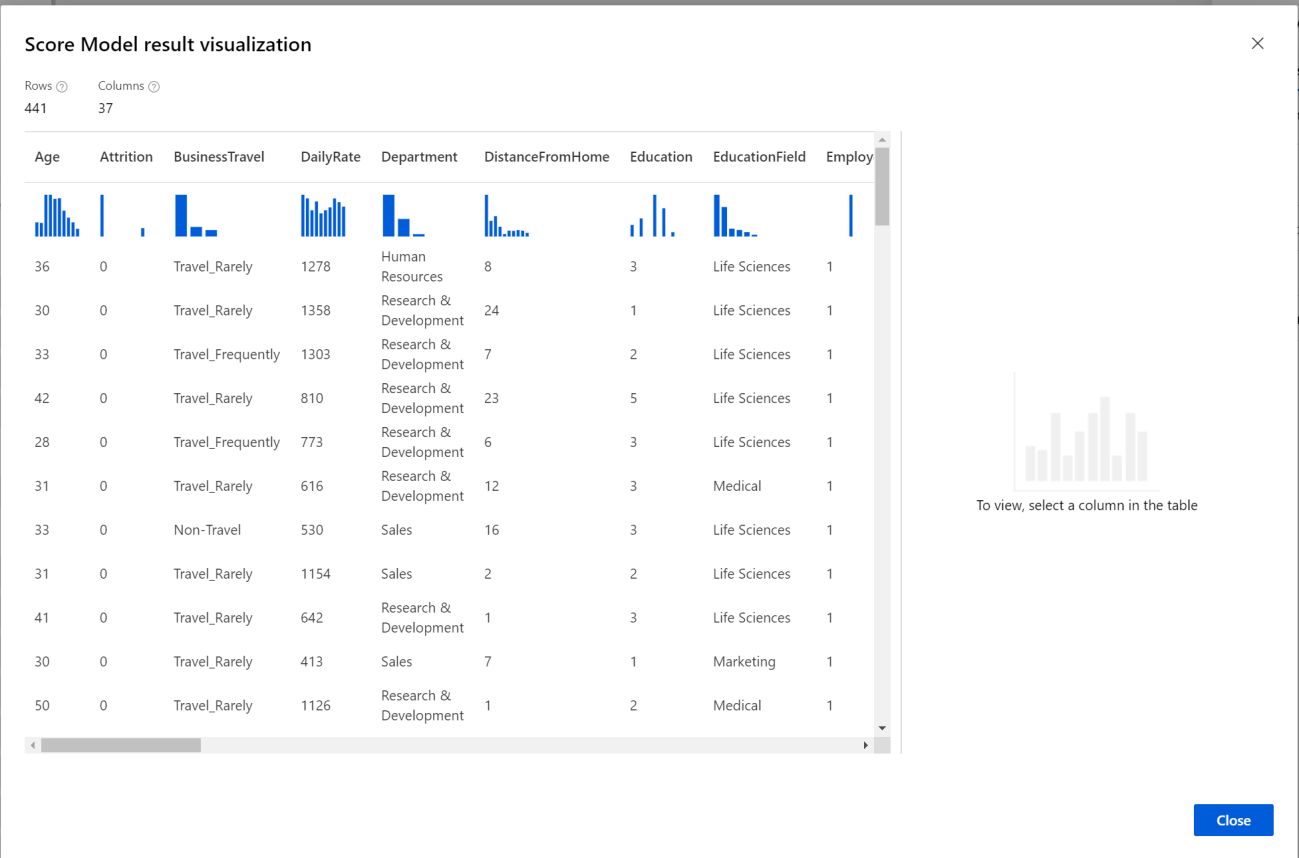 Score Model result visualization
Rows Columns
441 37
Age Attrition BusinessTravel DailyRate Department DistanceFromHome Education EducationField Employ
36 0 Travel_Rarely 1278 Human Resources 8 3 Life Sciences 1
30 0 Travel_Rarely 1358 Research & Development 24 1 Life Sciences 1
33 0 Travel_Frequently 1303 Research & Development 7 2 Life Sciences 1
42 0 Travel_Rarely 810 Research & Development 23 5 Life Sciences 1
28 0 Travel_Frequently 773 Research & Development 6 3 Life Sciences 1
31 0 Travel_Rarely 616 Research & Development 12 3 Medical 1
33 0 Non-Travel 530 Sales 16 3 Life Sciences 1
31 0 Travel_Rarely 1154 Sales 2 2 Life Sciences 1
41 0 Travel_Rarely 642 Research & Development 1 3 Life Sciences 1
30 0 Travel_Rarely 413 Sales 7 1 Marketing 1
50 0 Travel_Rarely 1126 Research & Development 1 2 Medical 1
To view, select a column in the table
Close